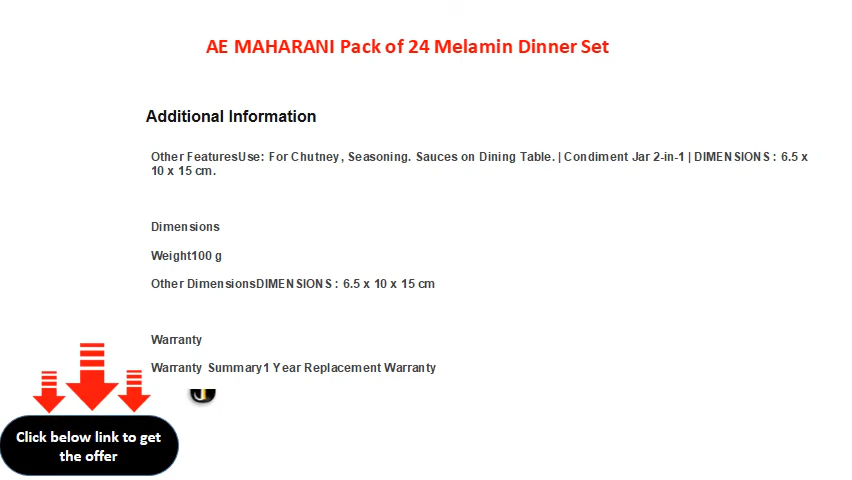 AE MAHARANI Pack of 24 Melamin Dinner Set
Additional Information
Other FeaturesUse: For Chutney, Seasoning. Sauces on Dining Table. | Condiment Jar 2-in-1 | DIMENSIONS : 6.5 x
10 x 15 cm.
Dimensions
Weight100 g
Other DimensionsDIMENSIONS : 6.5 x 10 x 15 cm
Warranty
Warranty Summary1 Year Replacement Warranty
Click below link to get
the offer